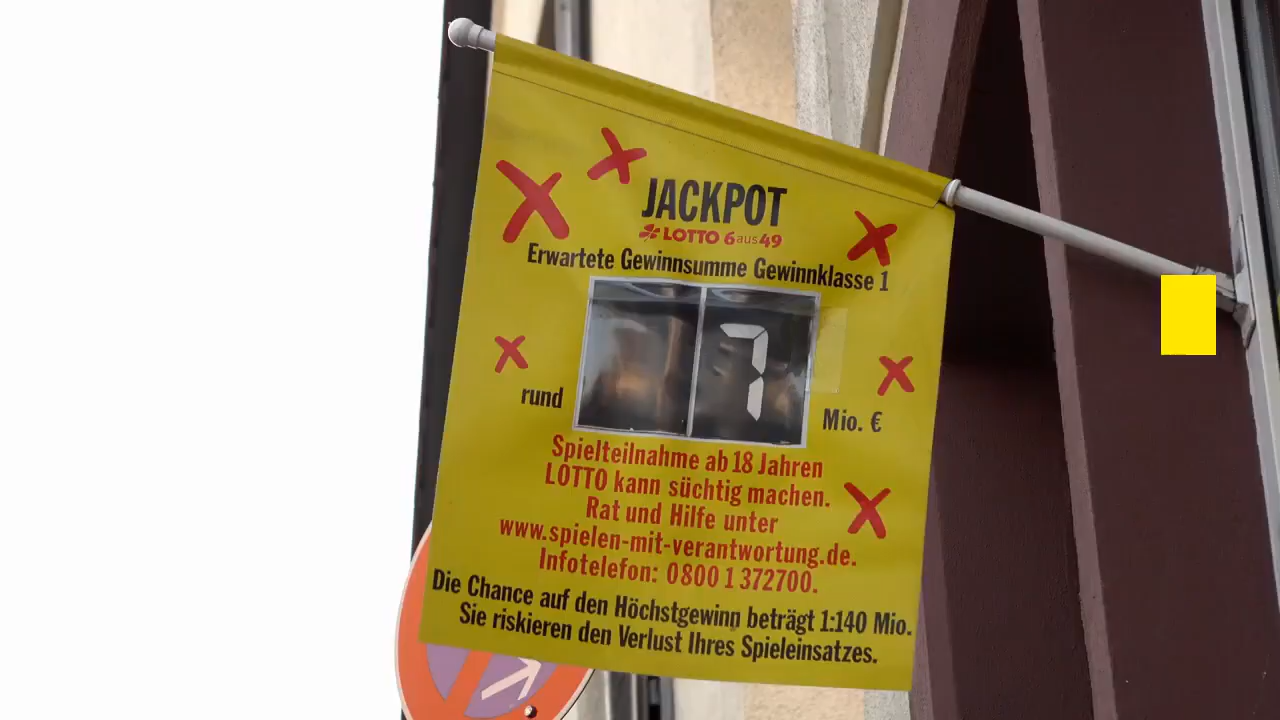 JACKPOT
LOTTO 6aus49
Erwartete Gewinnsumme Gewinnklasse 1
7
rund
Mio. €
Spielteilnahme ab 18 Jahren
LOTTO kann süchtig machen.
Rat und Hilfe unter
www.spielen-mit-verantwortung.de.
Infotelefon: 0800 1 372700.
Die Chance auf den Höchstgewinn beträgt 1:140 Mio.
Sie riskieren den Verlust Ihres Spieleinsatzes.